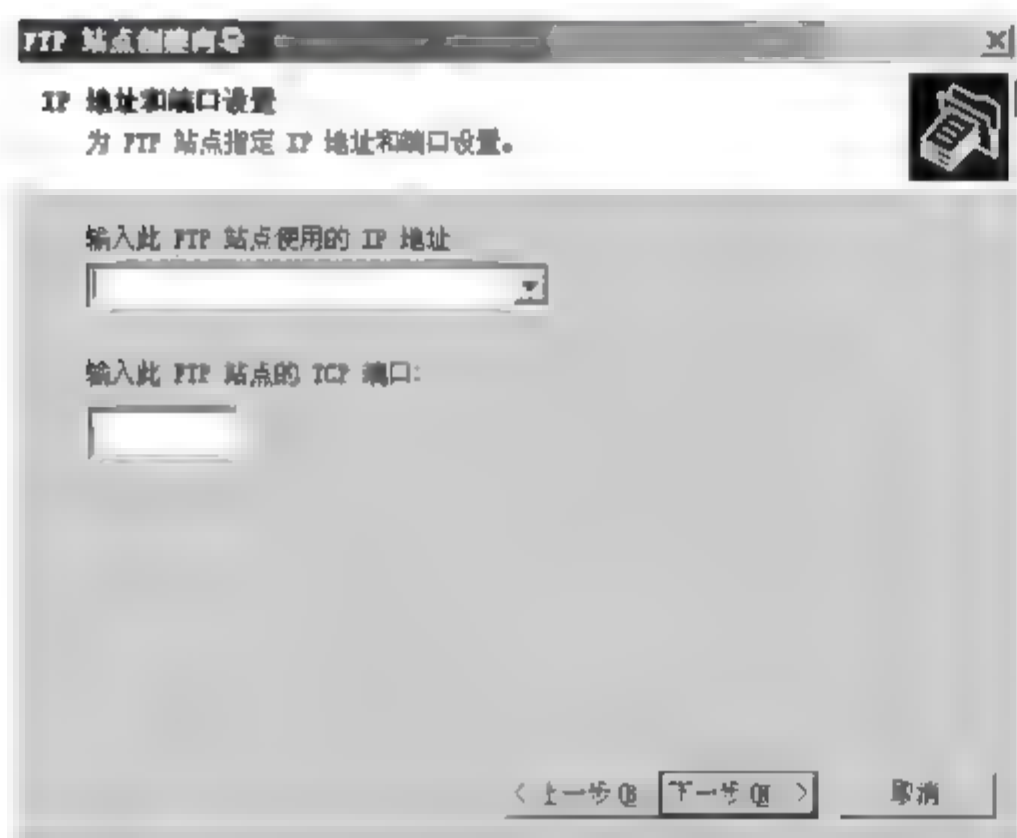 FTP 站点创建向导
IP 地址和端口设置
为 FTP 站点指定 IP 地址和端口设置。
输入此 FTP 站点使用的 IP 地址
输入此 FTP 站点的 TCP 端口:
< 上一步(B)
下一步(N) >
取消